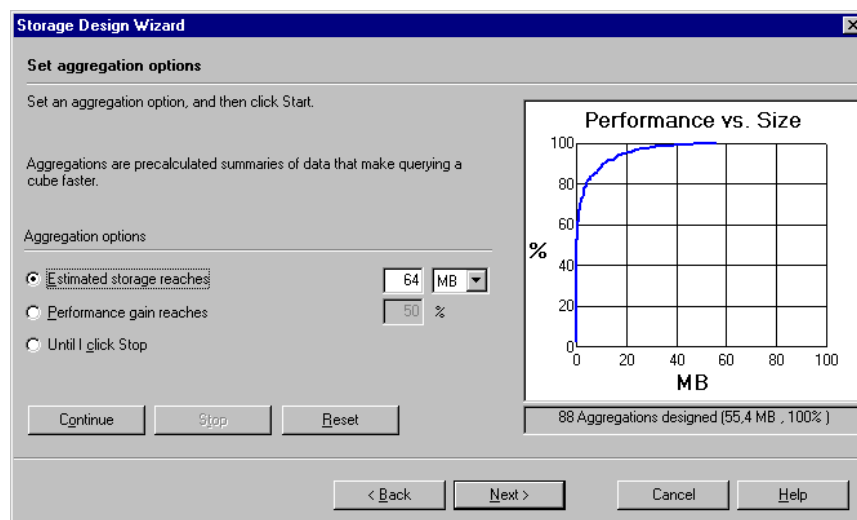 Storage Design Wizard
Set aggregation options
Set an aggregation option, and then click Start.
Aggregations are precalculated summaries of data that make querying a
cube faster.
Aggregation options
Estimated storage reaches 64 MB
Performance gain reaches 50 %
Until I click Stop
Continue Stop Reset
Performance vs. Size
100
80
60
%
40
20
0
0 20 40 60 80 100
MB
88 Aggregations designed (55,4 MB , 100% )
< Back Next > Cancel Help